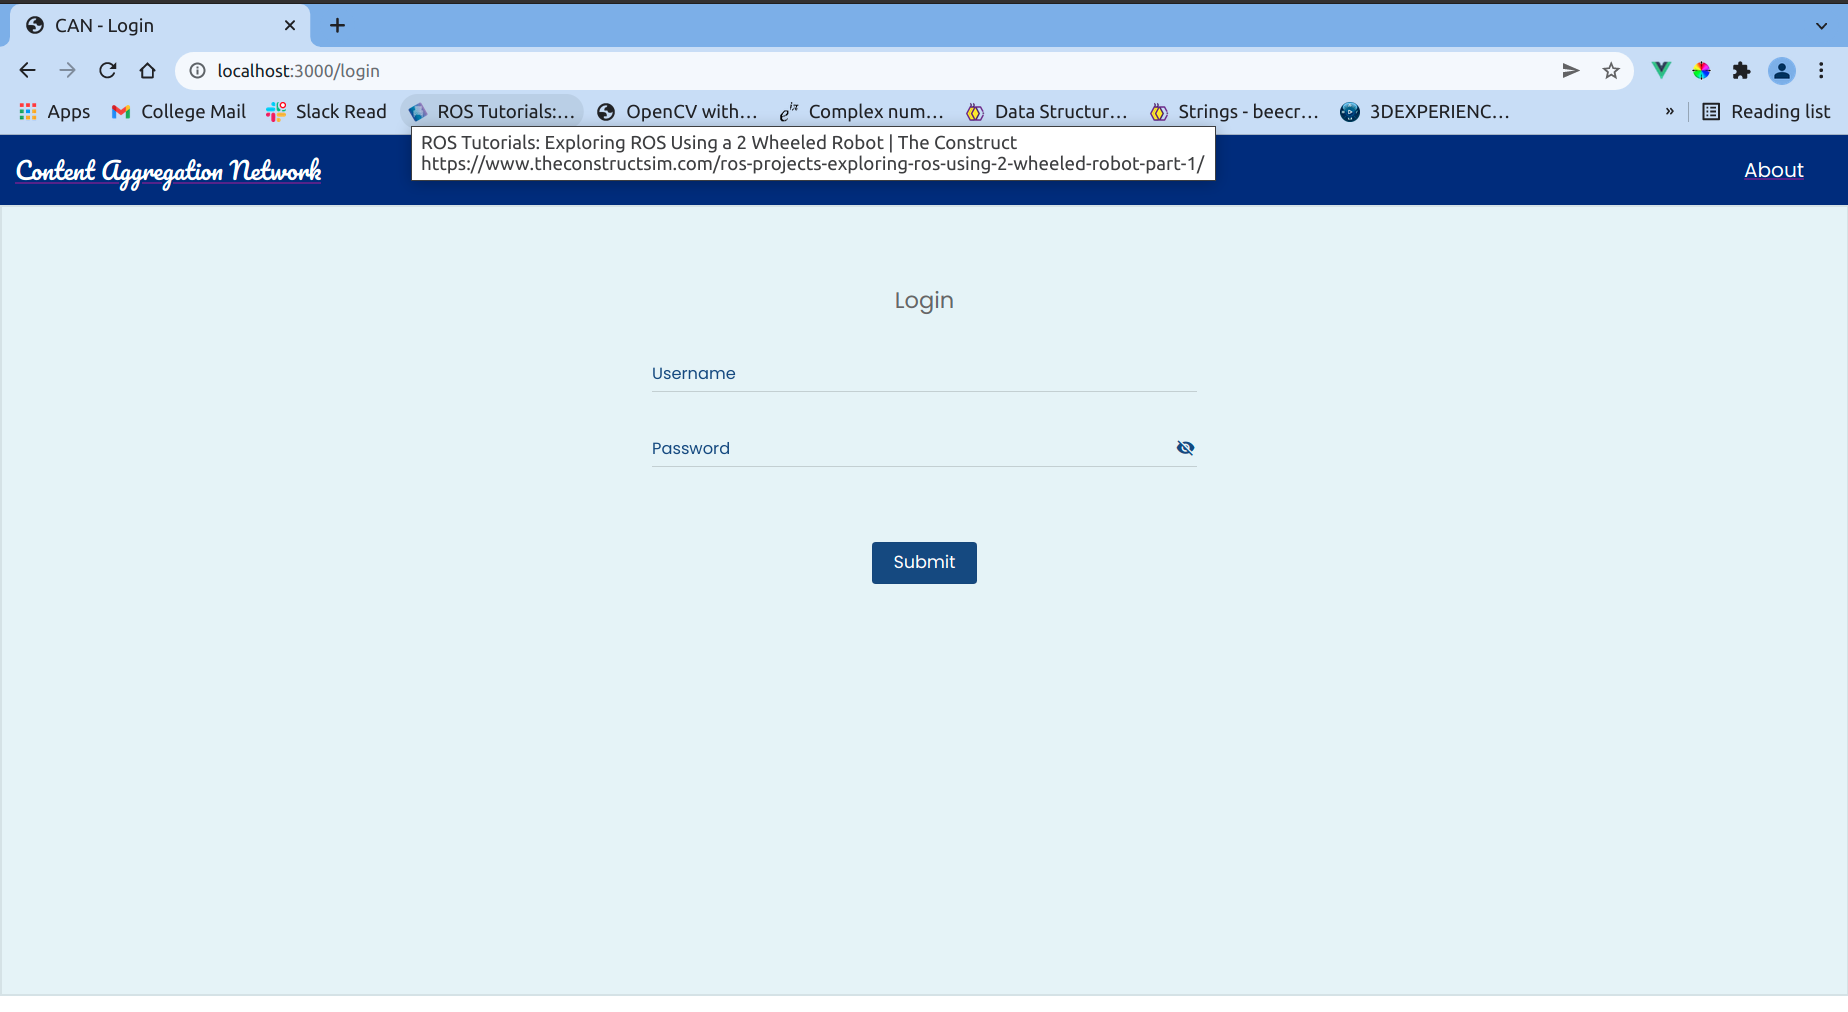 CAN - Login
localhost:3000/login
Apps College Mail Slack Read ROS Tutorials:... OpenCV with... Complex num... Data Structur... Strings - beecr... 3DEXPERIENC... » Reading list
ROS Tutorials: Exploring ROS Using a 2 Wheeled Robot | The Construct
https://www.theconstructsim.com/ros-projects-exploring-ros-using-2-wheeled-robot-part-1/
Content Aggregation Network About
Login
Username
Password
Submit